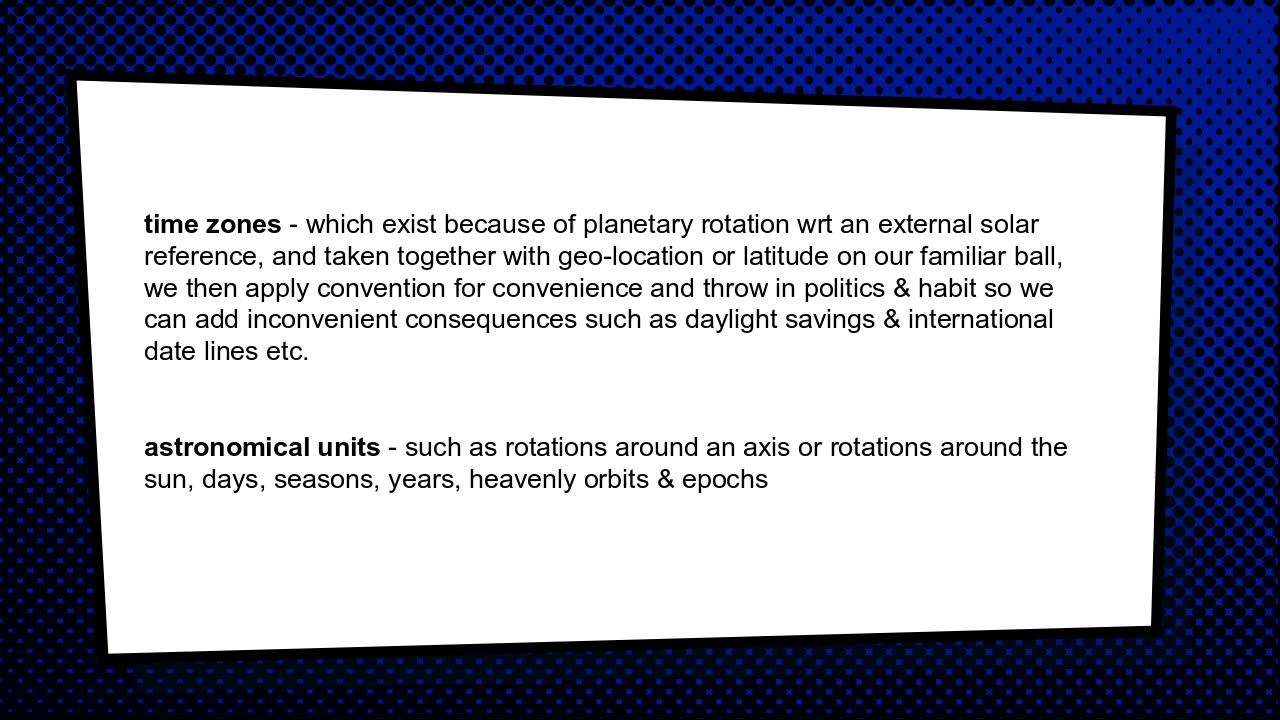 time zones - which exist because of planetary rotation wrt an external solar
reference, and taken together with geo-location or latitude on our familiar ball,
we then apply convention for convenience and throw in politics & habit so we
can add inconvenient consequences such as daylight savings & international
date lines etc.
astronomical units - such as rotations around an axis or rotations around the
sun, days, seasons, years, heavenly orbits & epochs